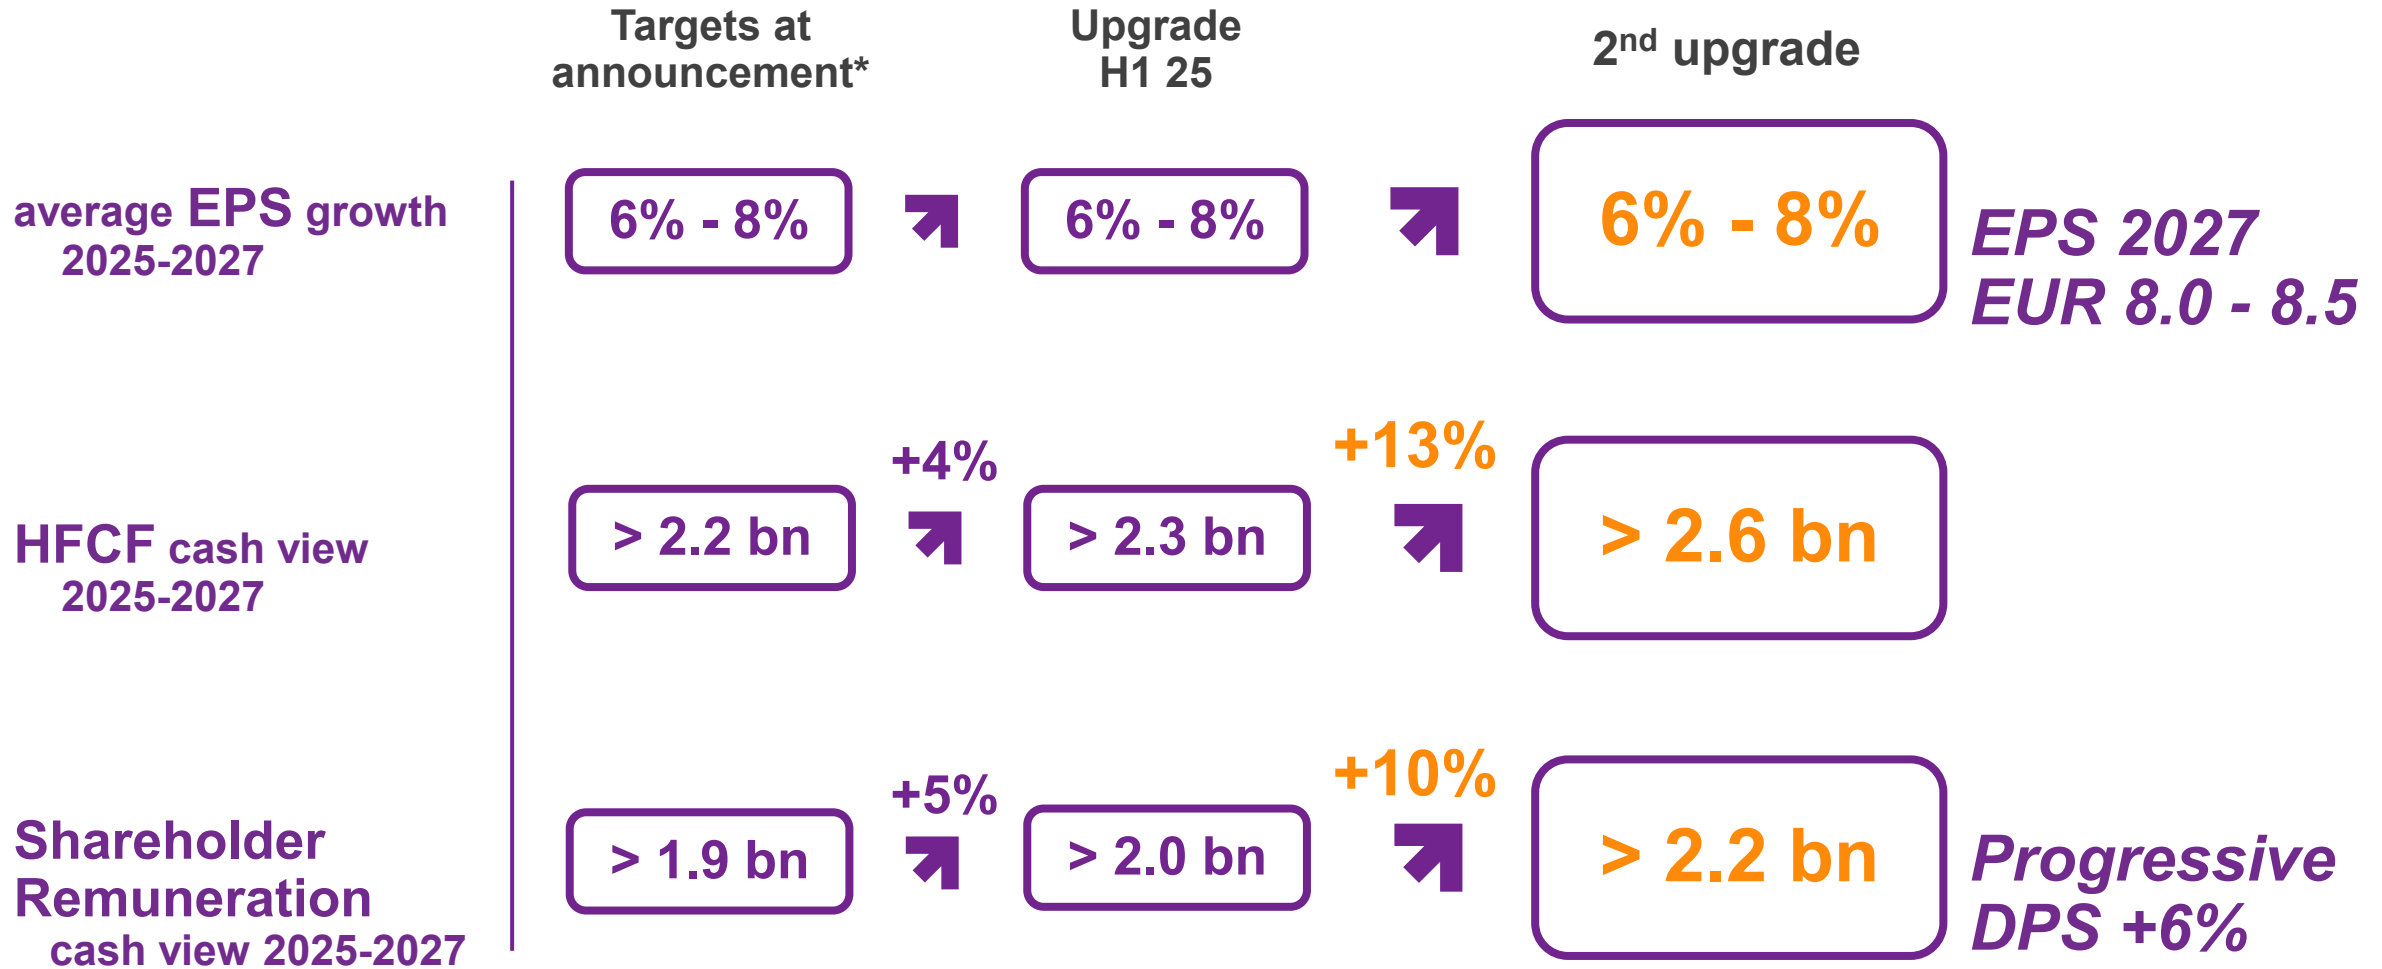 Targets at
announcement*
Upgrade
H1 25
2nd upgrade
average EPS growth
2025-2027
6% - 8%
6% - 8%
6% - 8%
EPS 2027
EUR 8.0 - 8.5
HFCF cash view
2025-2027
> 2.2 bn
+4%
> 2.3 bn
+13%
> 2.6 bn
Shareholder
Remuneration
cash view 2025-2027
> 1.9 bn
+5%
> 2.0 bn
+10%
> 2.2 bn
Progressive
DPS +6%